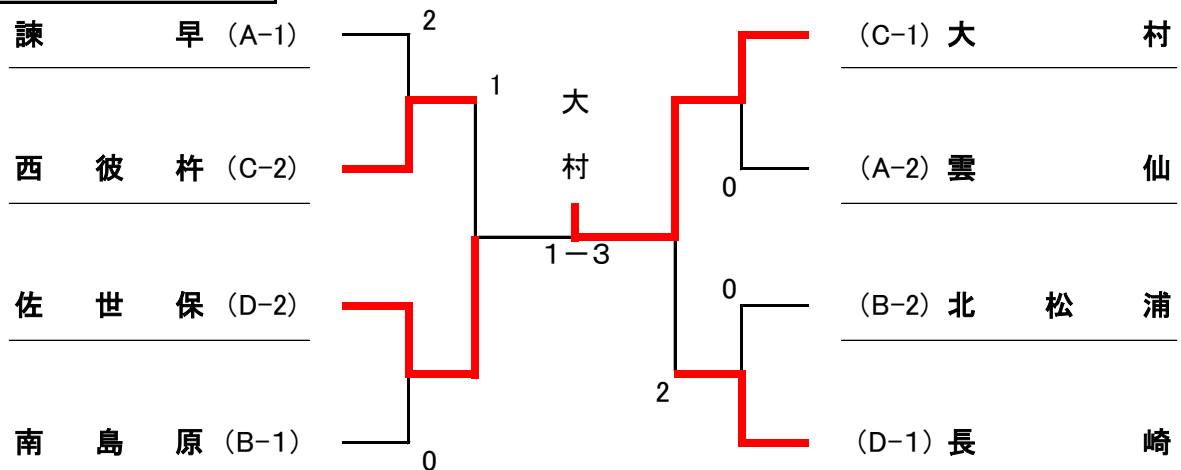 諫早 (A-1)
2
(C-1) 大村
1
大村
西彼杵 (C-2)
(A-2) 雲仙
0
1－3
佐世保 (D-2)
0
(B-2) 北松浦
2
南島原 (B-1)
0
(D-1) 長崎